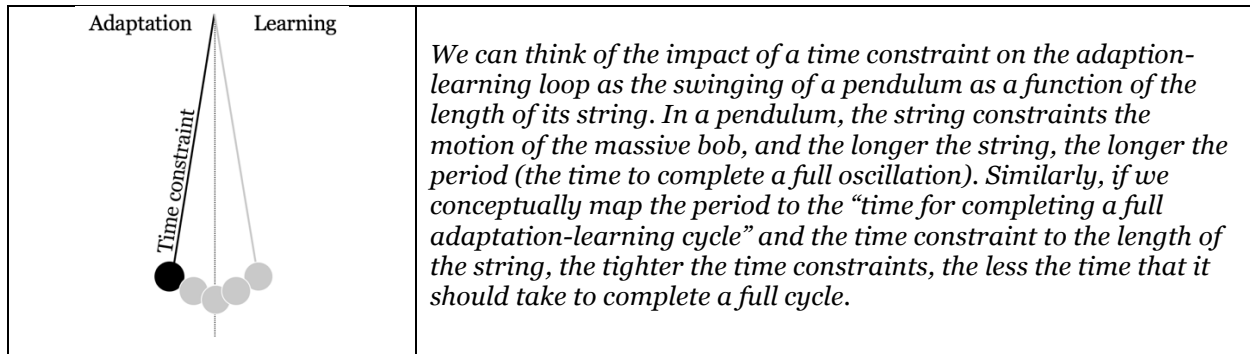 Adaptation
Learning
Time constraint
We can think of the impact of a time constraint on the adaption-
learning loop as the swinging of a pendulum as a function of the
length of its string. In a pendulum, the string constraints the
motion of the massive bob, and the longer the string, the longer the
period (the time to complete a full oscillation). Similarly, if we
conceptually map the period to the “time for completing a full
adaptation-learning cycle” and the time constraint to the length of
the string, the tighter the time constraints, the less the time that it
should take to complete a full cycle.